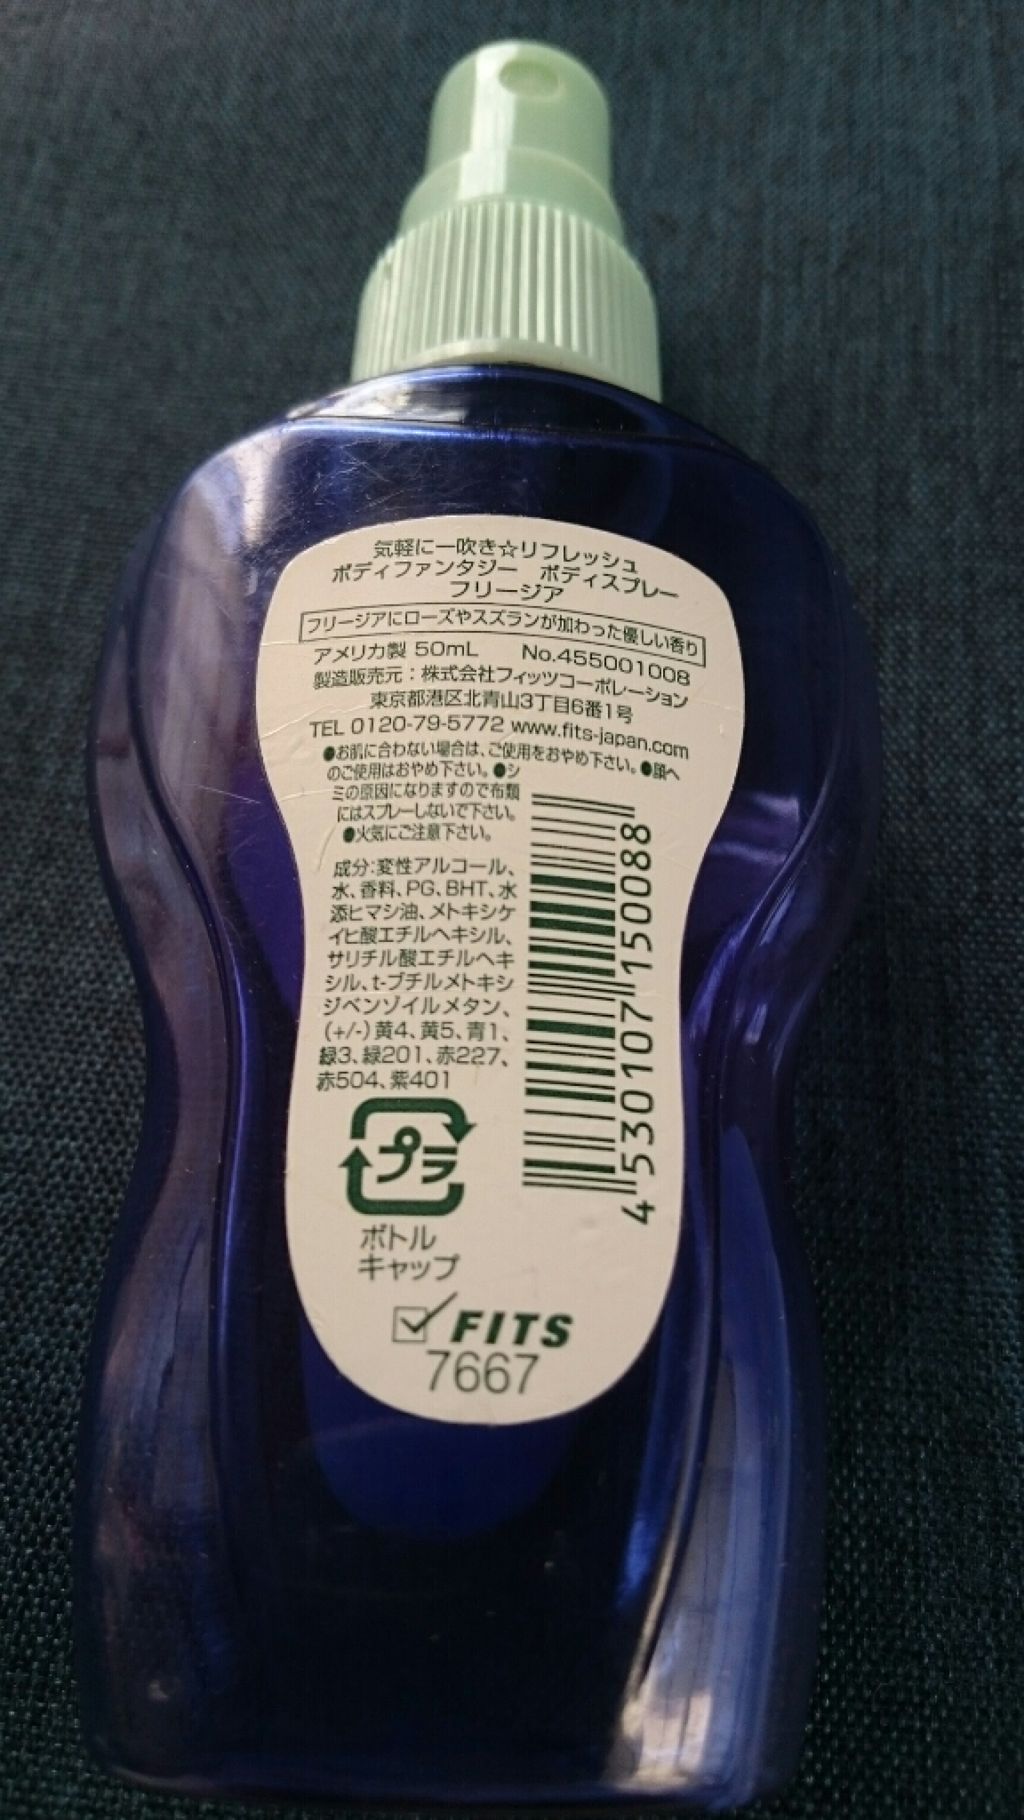 気軽に一吹き☆リフレッシュ
ボディファンタジー ボディスプレー
フリージア
フリージアにローズやスズランが加わった優しい香り
アメリカ製 50mL No.455001008
製造販売元：株式会社フィッツコーポレーション
東京都港区北青山3丁目6番1号
TEL 0120-79-5772 www.fits-japan.com
●お肌に合わない場合は、ご使用をおやめ下さい。●顔へ
のご使用はおやめ下さい。●シ
ミの原因になりますので布類
にはスプレーしないで下さい。
●火気にご注意下さい。
成分:変性アルコール、
水、香料、PG、BHT、水
添ヒマシ油、メトキシケ
イヒ酸エチルヘキシル、
サリチル酸エチルヘキ
シル、t-ブチルメトキシ
ジベンゾイルメタン、
(+/-)黄4、黄5、青1、
緑3、緑201、赤227、
赤504、紫401
4530107150088
プラ
ボトル
キャップ
FITS
7667